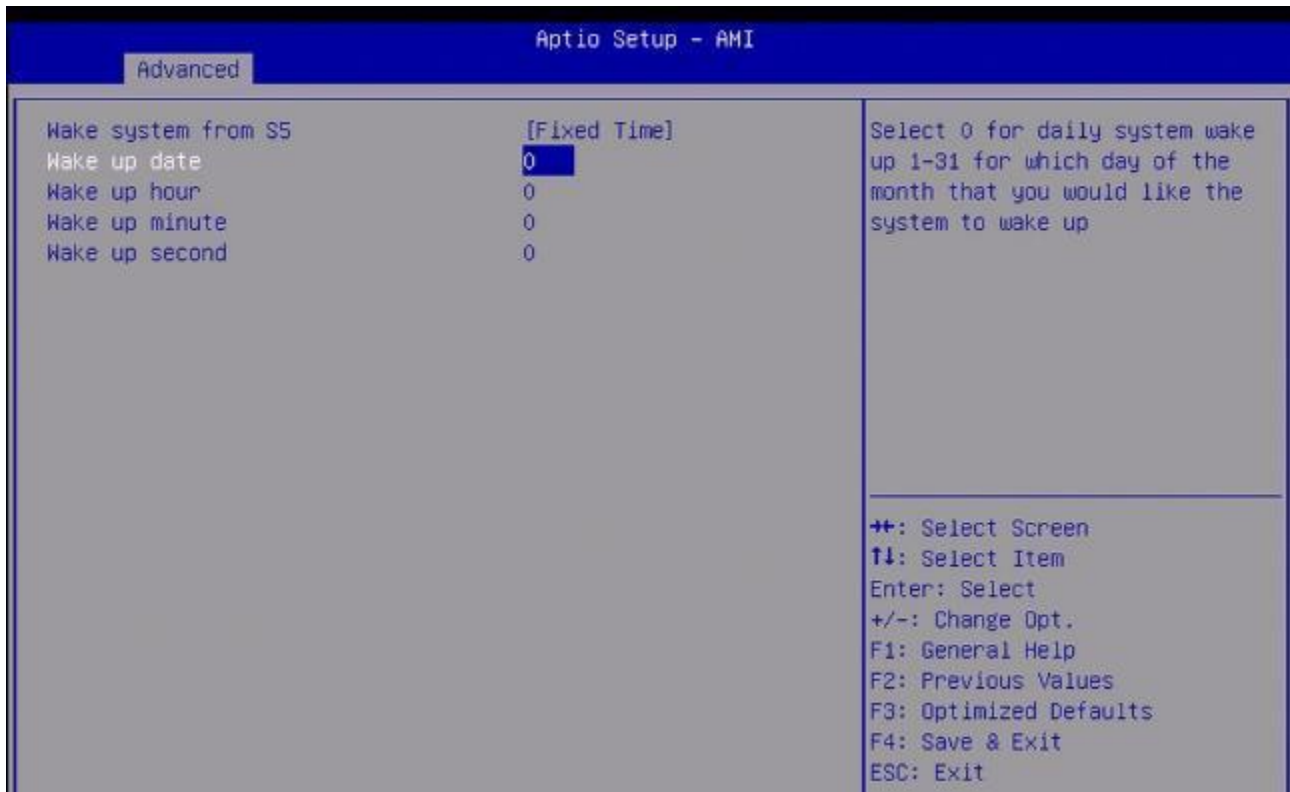 Aptio Setup - AMI
Advanced
Wake system from S5 [Fixed Time]
Wake up date 0
Wake up hour 0
Wake up minute 0
Wake up second 0
Select 0 for daily system wake
up 1-31 for which day of the
month that you would like the
system to wake up
→←: Select Screen
↑↓: Select Item
Enter: Select
+/-: Change Opt.
F1: General Help
F2: Previous Values
F3: Optimized Defaults
F4: Save & Exit
ESC: Exit